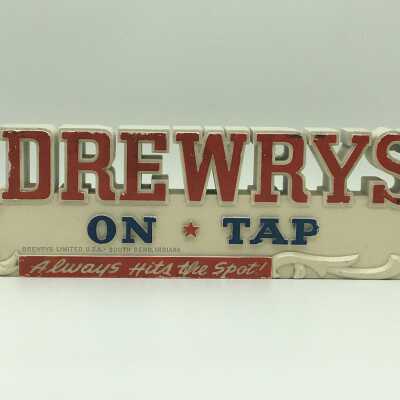 DREWRYS
ON ★ TAP
DREWRYS LIMITED U.S.A. - SOUTH BEND, INDIANA
Always Hits the Spot!